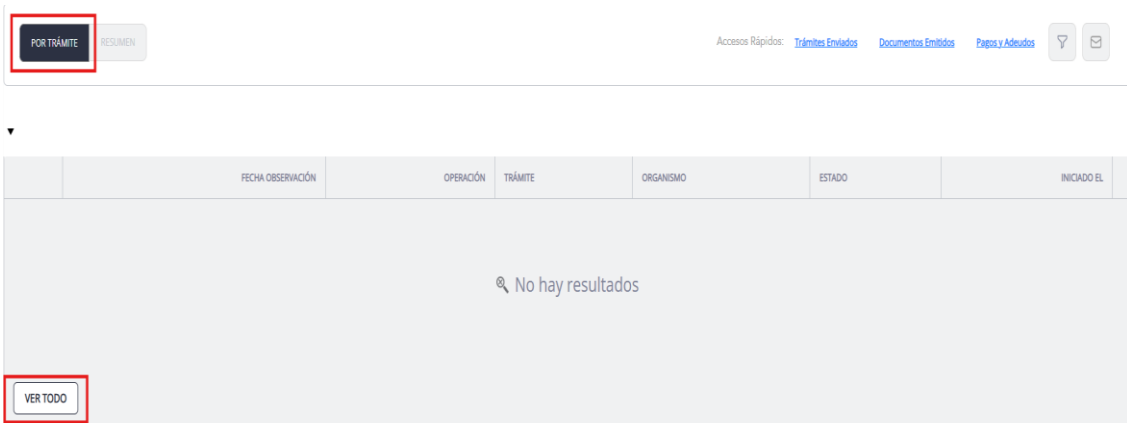 POR TRÁMITE RESUMEN Accesos Rápidos: Trámites Enviados Documentos Emitidos Pagos y Adeudos
FECHA OBSERVACIÓN OPERACIÓN TRÁMITE ORGANISMO ESTADO INICIADO EL
No hay resultados
VER TODO